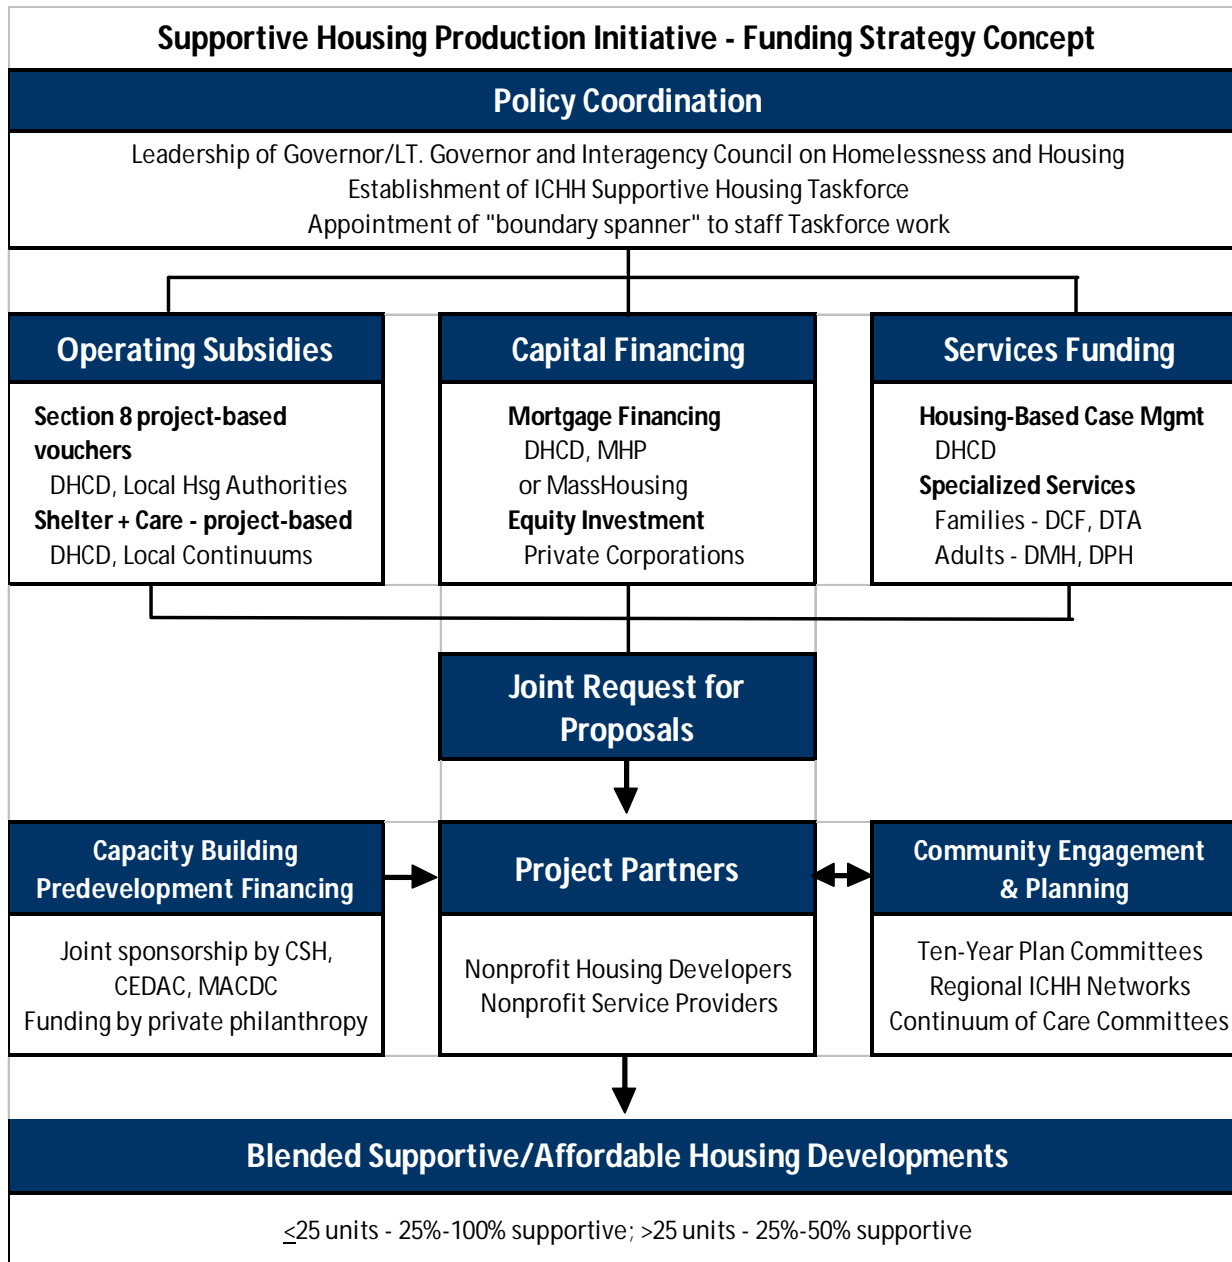 Supportive Housing Production Initiative - Funding Strategy Concept
Policy Coordination
Leadership of Governor/LT. Governor and Interagency Council on Homelessness and Housing
Establishment of ICHH Supportive Housing Taskforce
Appointment of "boundary spanner" to staff Taskforce work
Operating Subsidies
Section 8 project-based
vouchers
DHCD, Local Hsg Authorities
Shelter + Care - project-based
DHCD, Local Continuums
Capital Financing
Mortgage Financing
DHCD, MHP
or MassHousing
Equity Investment
Private Corporations
Services Funding
Housing-Based Case Mgmt
DHCD
Specialized Services
Families - DCF, DTA
Adults - DMH, DPH
Joint Request for
Proposals
Capacity Building
Predevelopment Financing
Joint sponsorship by CSH,
CEDAC, MACDC
Funding by private philanthropy
Project Partners
Nonprofit Housing Developers
Nonprofit Service Providers
Community Engagement
& Planning
Ten-Year Plan Committees
Regional ICHH Networks
Continuum of Care Committees
Blended Supportive/Affordable Housing Developments
≤25 units - 25%-100% supportive; >25 units - 25%-50% supportive